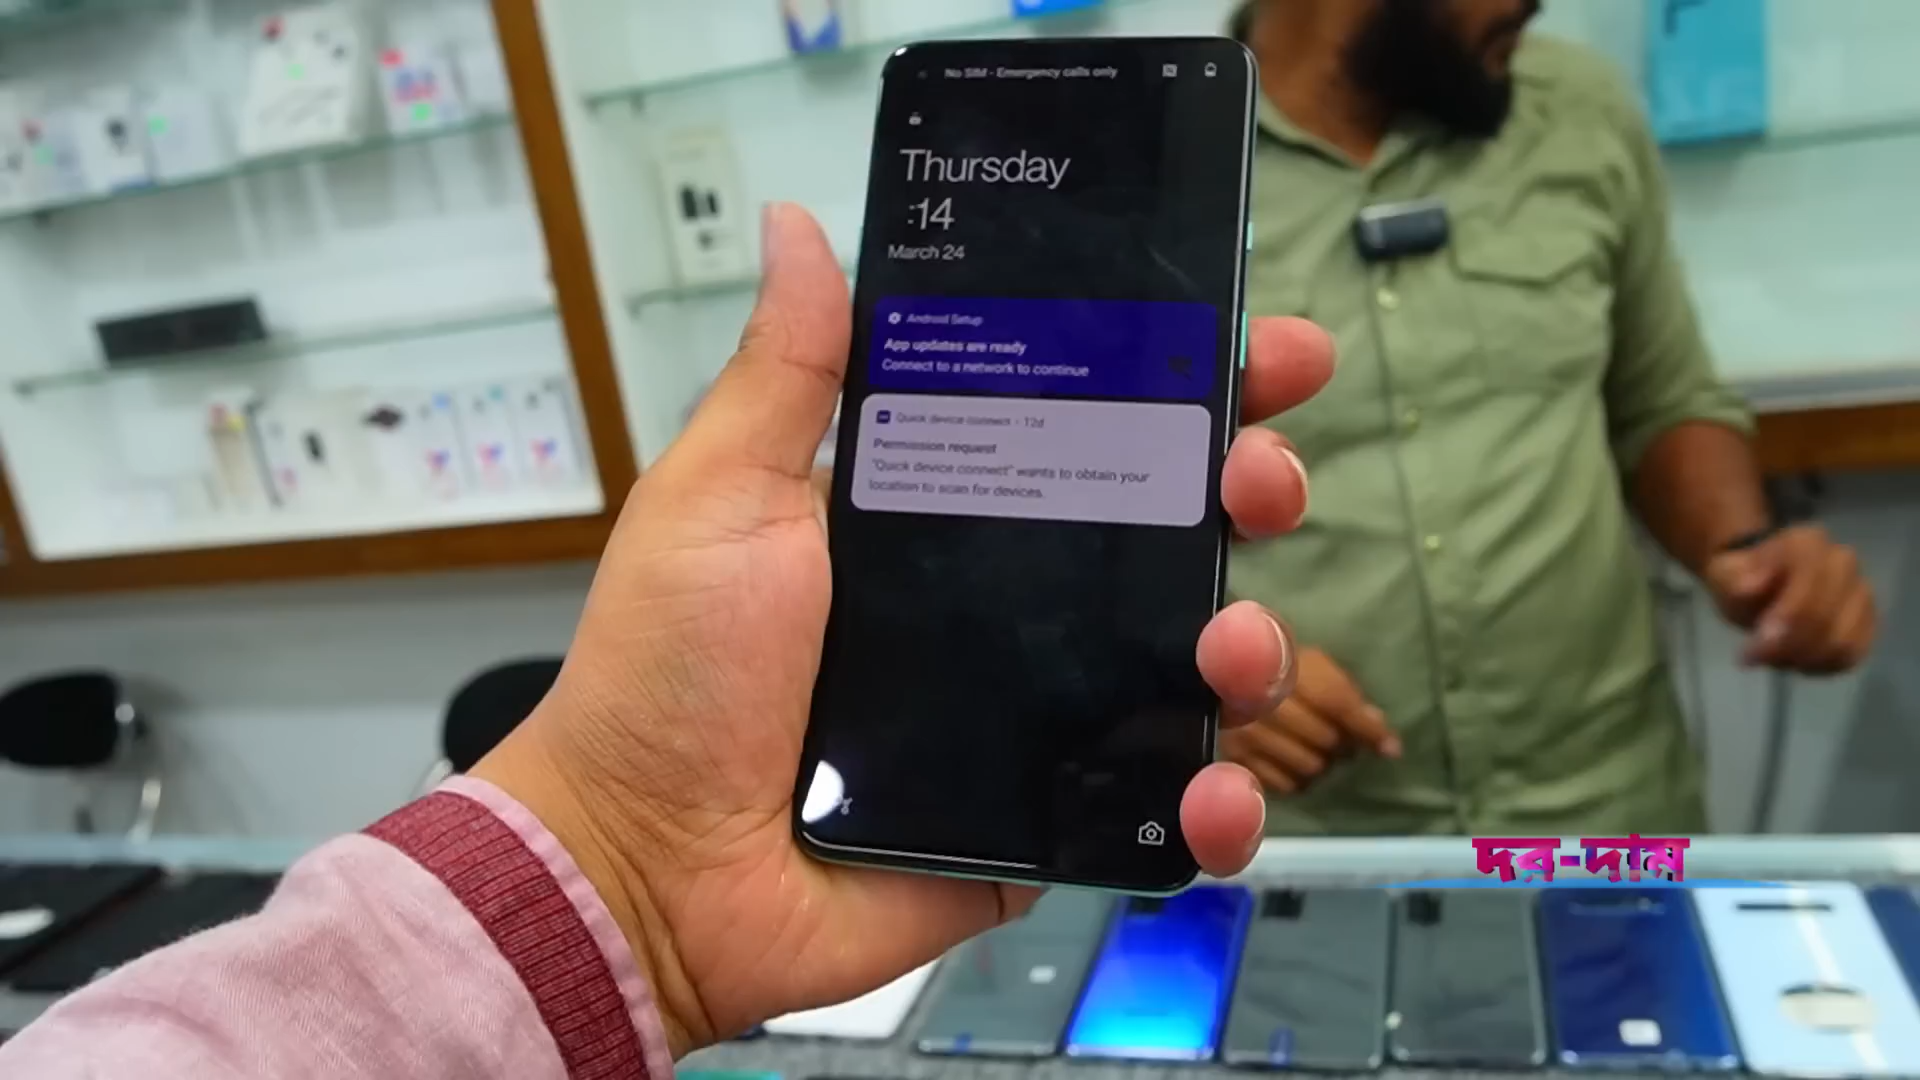 No SIM - Emergency calls only
Thursday
:14
March 24
Android Setup
App updates are ready
Connect to a network to continue
Quick device connect • 12d
Permission request
"Quick device connect" wants to obtain your
location to scan for devices.
দর-দাম